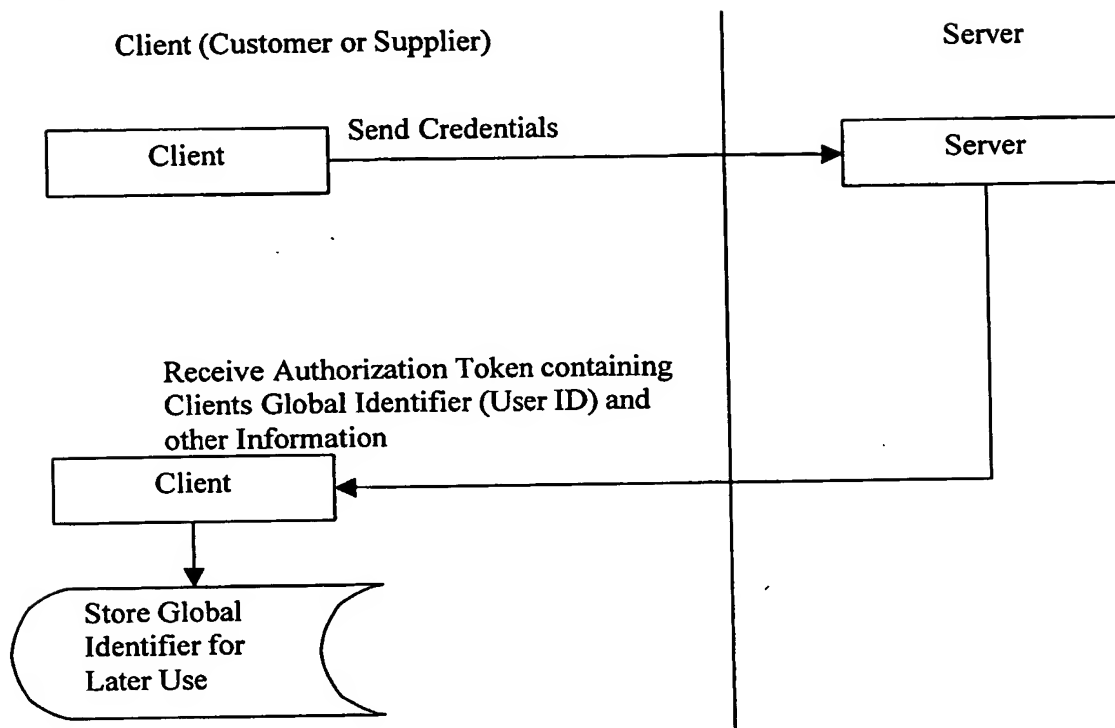 Client (Customer or Supplier)
Server
Send Credentials
Client
Server
Receive Authorization Token containing
Clients Global Identifier (User ID) and
other Information
Client
Store Global
Identifier for
Later Use